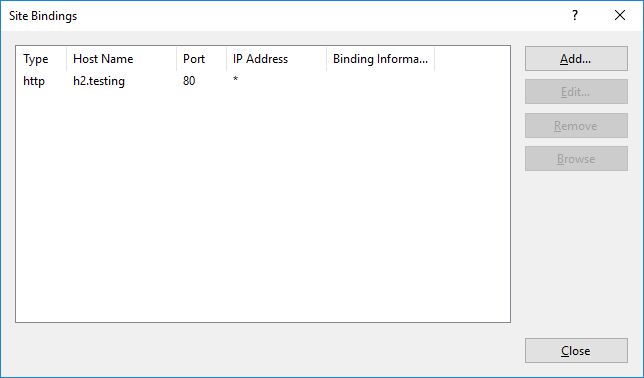 Site Bindings ?
Type Host Name Port IP Address Binding Informa... Add...
http h2.testing 80 *
Edit...
Remove
Browse
Close